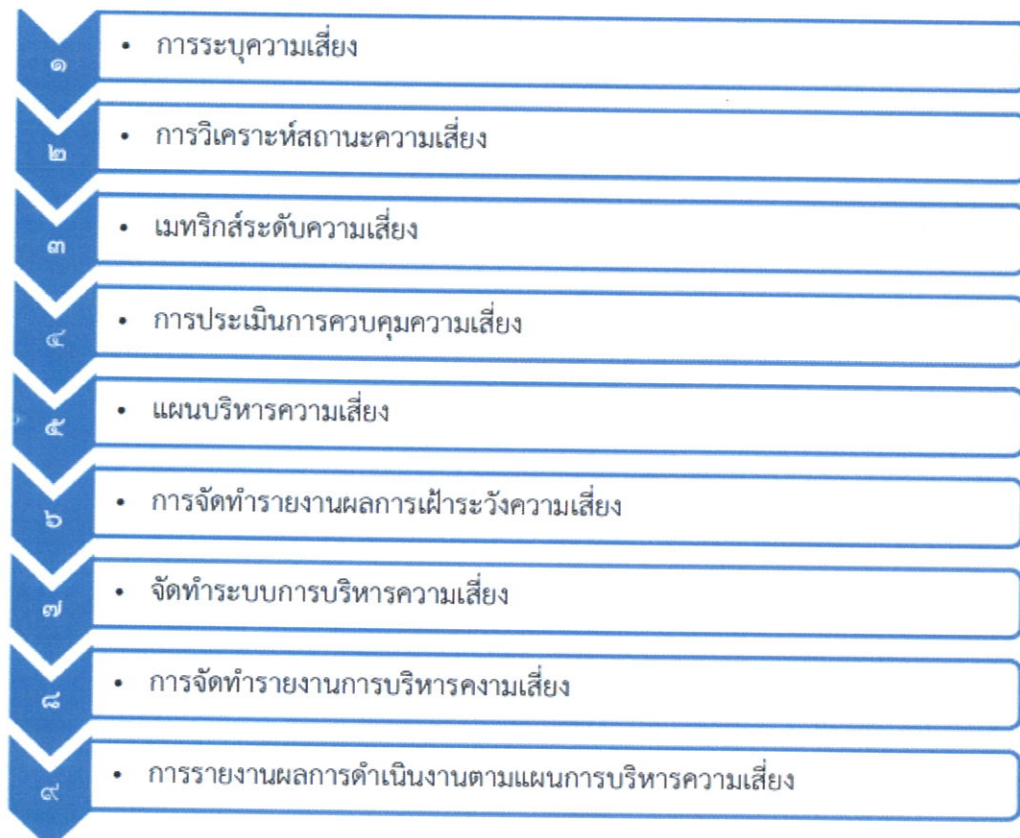 ๑ • การระบุความเสี่ยง
๒ • การวิเคราะห์สถานะความเสี่ยง
๓ • เมทริกส์ระดับความเสี่ยง
๔ • การประเมินการควบคุมความเสี่ยง
๕ • แผนบริหารความเสี่ยง
๖ • การจัดทำรายงานผลการเฝ้าระวังความเสี่ยง
๗ • จัดทำระบบการบริหารความเสี่ยง
๘ • การจัดทำรายงานการบริหารคงามเสี่ยง
๙ • การรายงานผลการดำเนินงานตามแผนการบริหารความเสี่ยง